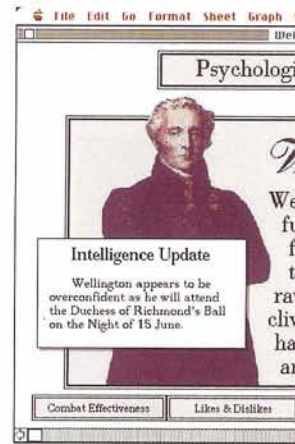 File Edit Go Format Sheet Graph
Wel
Psychologi
W
We
fu
f
t
ra
cliv
ha
an
Intelligence Update
Wellington appears to be
overconfident as he will attend
the Duchess of Richmond's Ball
on the Night of 15 June.
Combat Effectiveness
Likes & Dislikes